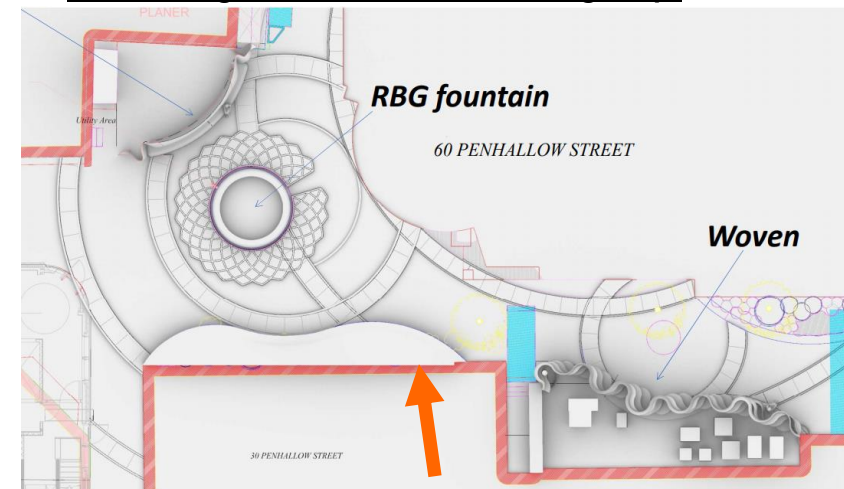 PLANER
RBG fountain
Utility Area
60 PENHALLOW STREET
Woven
30 PENHALLOW STREET